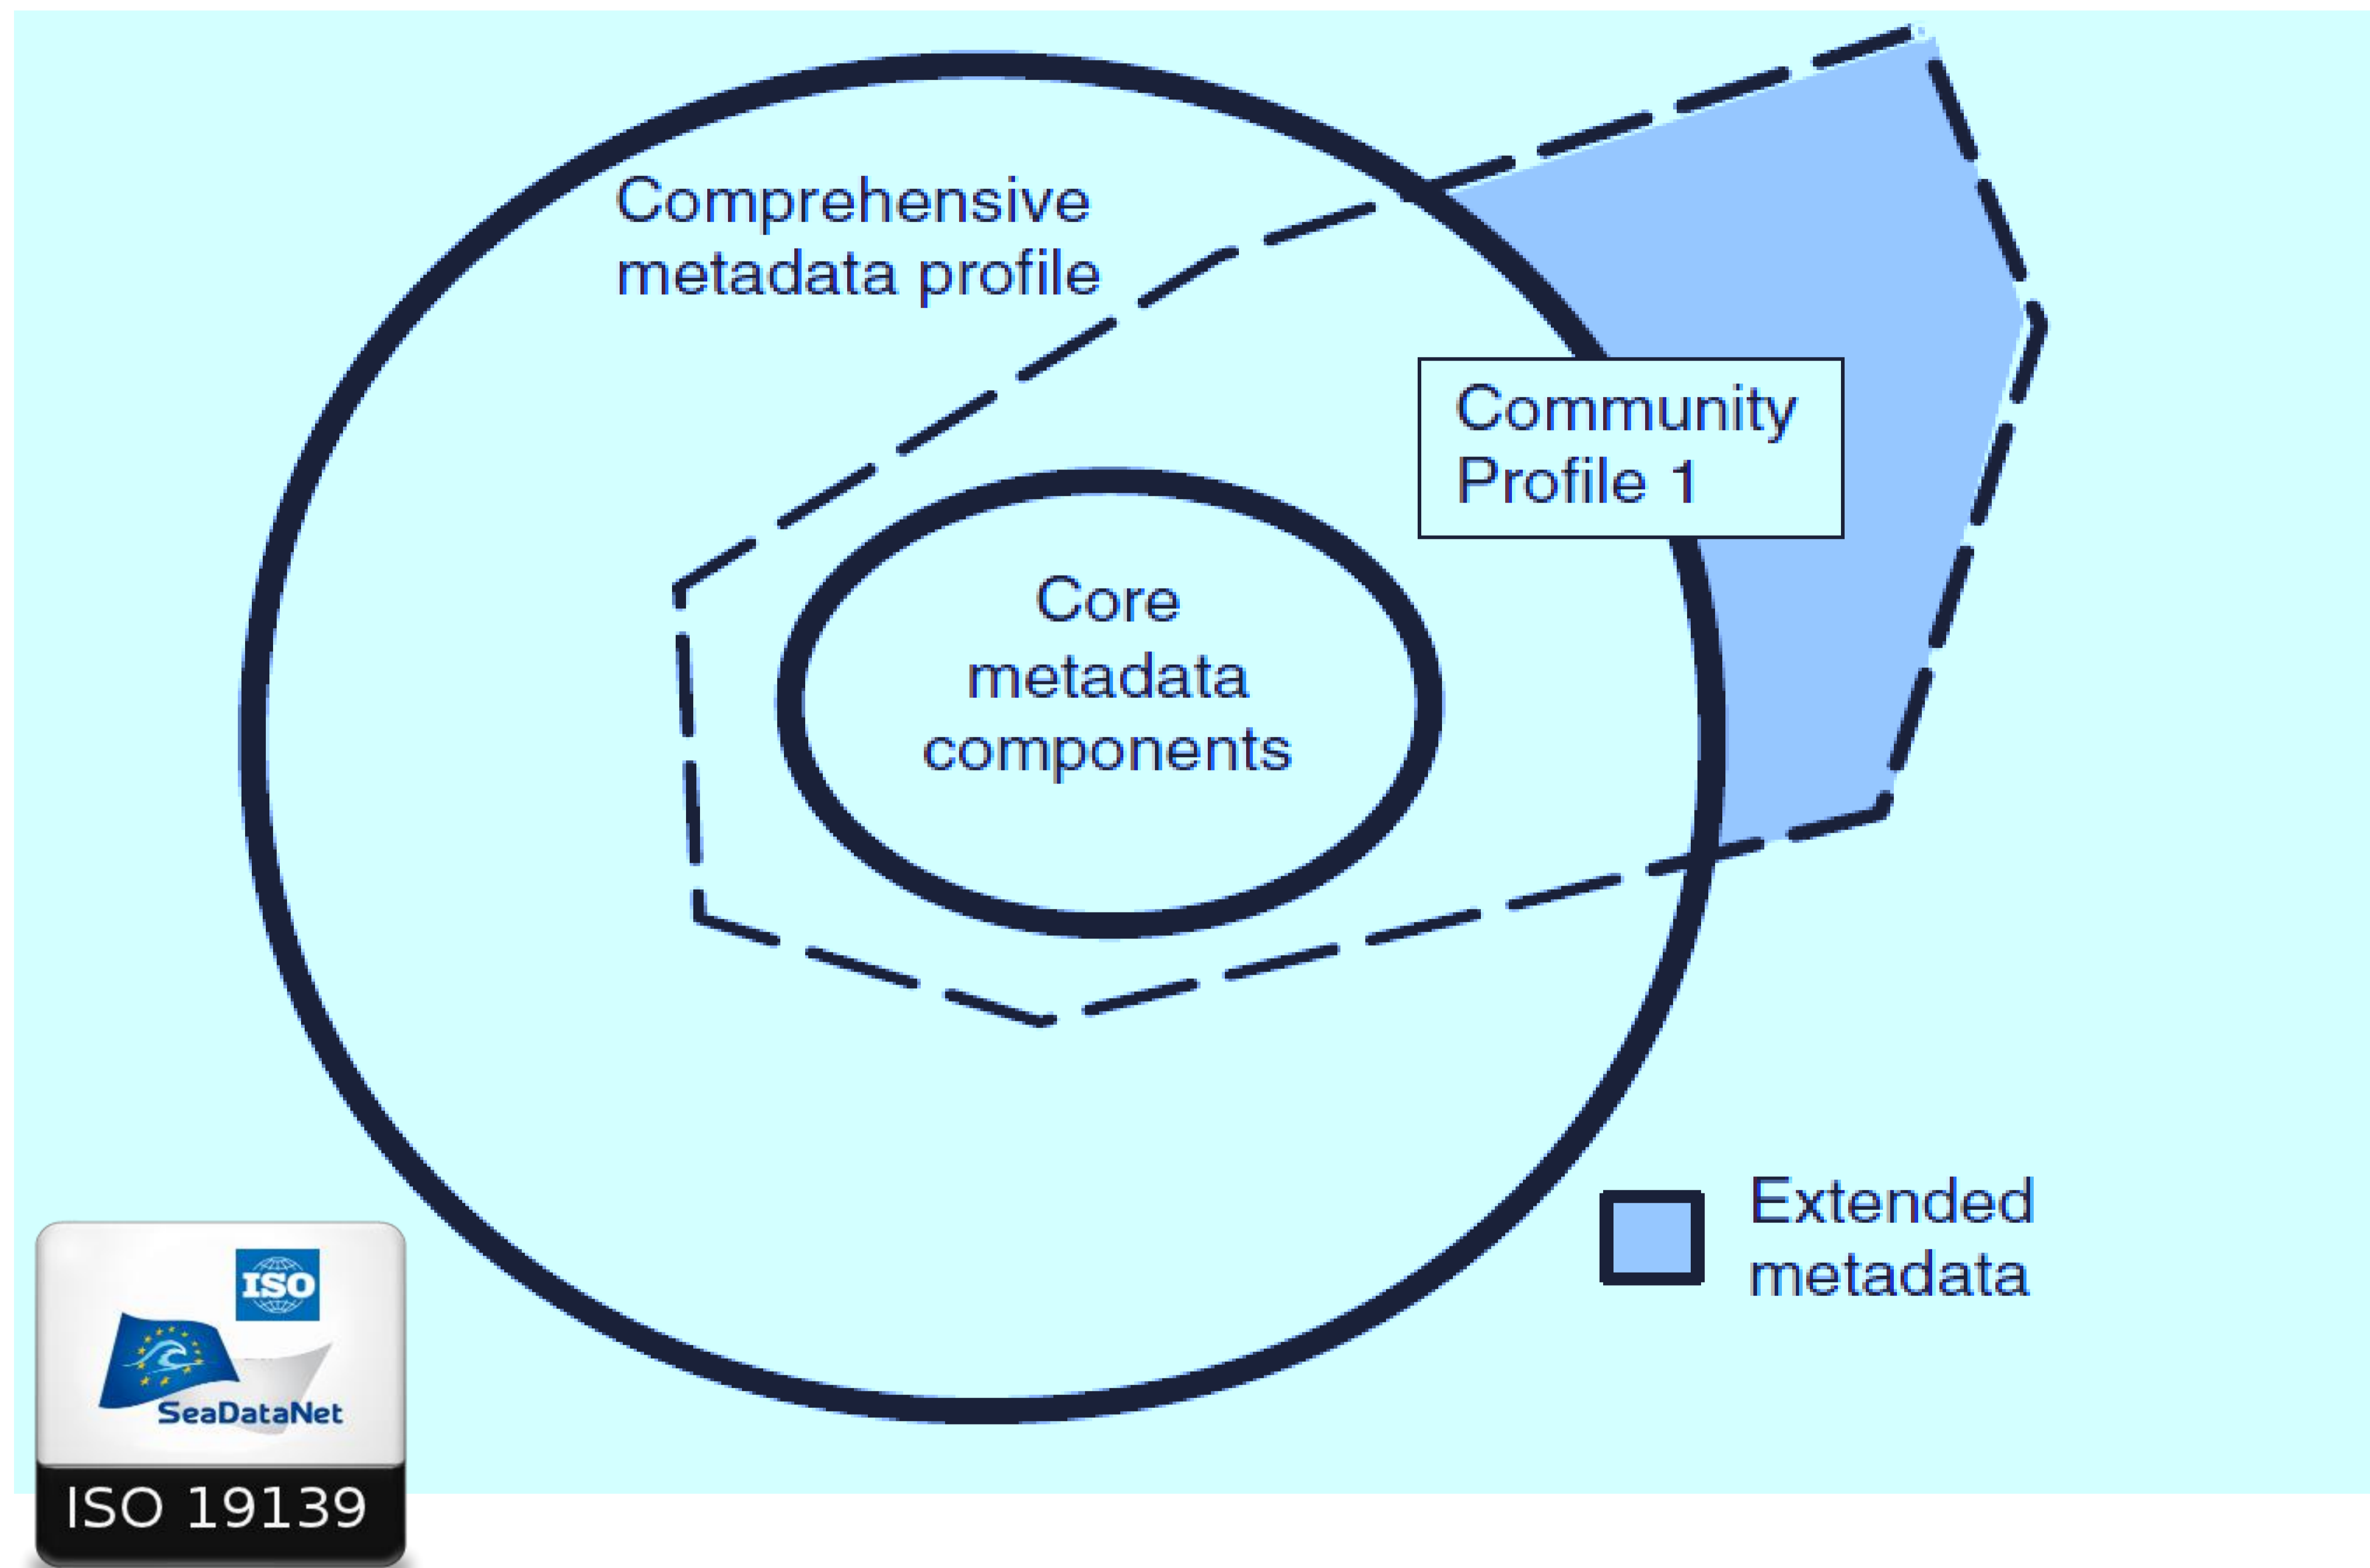 Comprehensive
metadata profile
Community
Profile 1
Core
metadata
components
Extended
metadata
ISO
SeaDataNet
ISO 19139